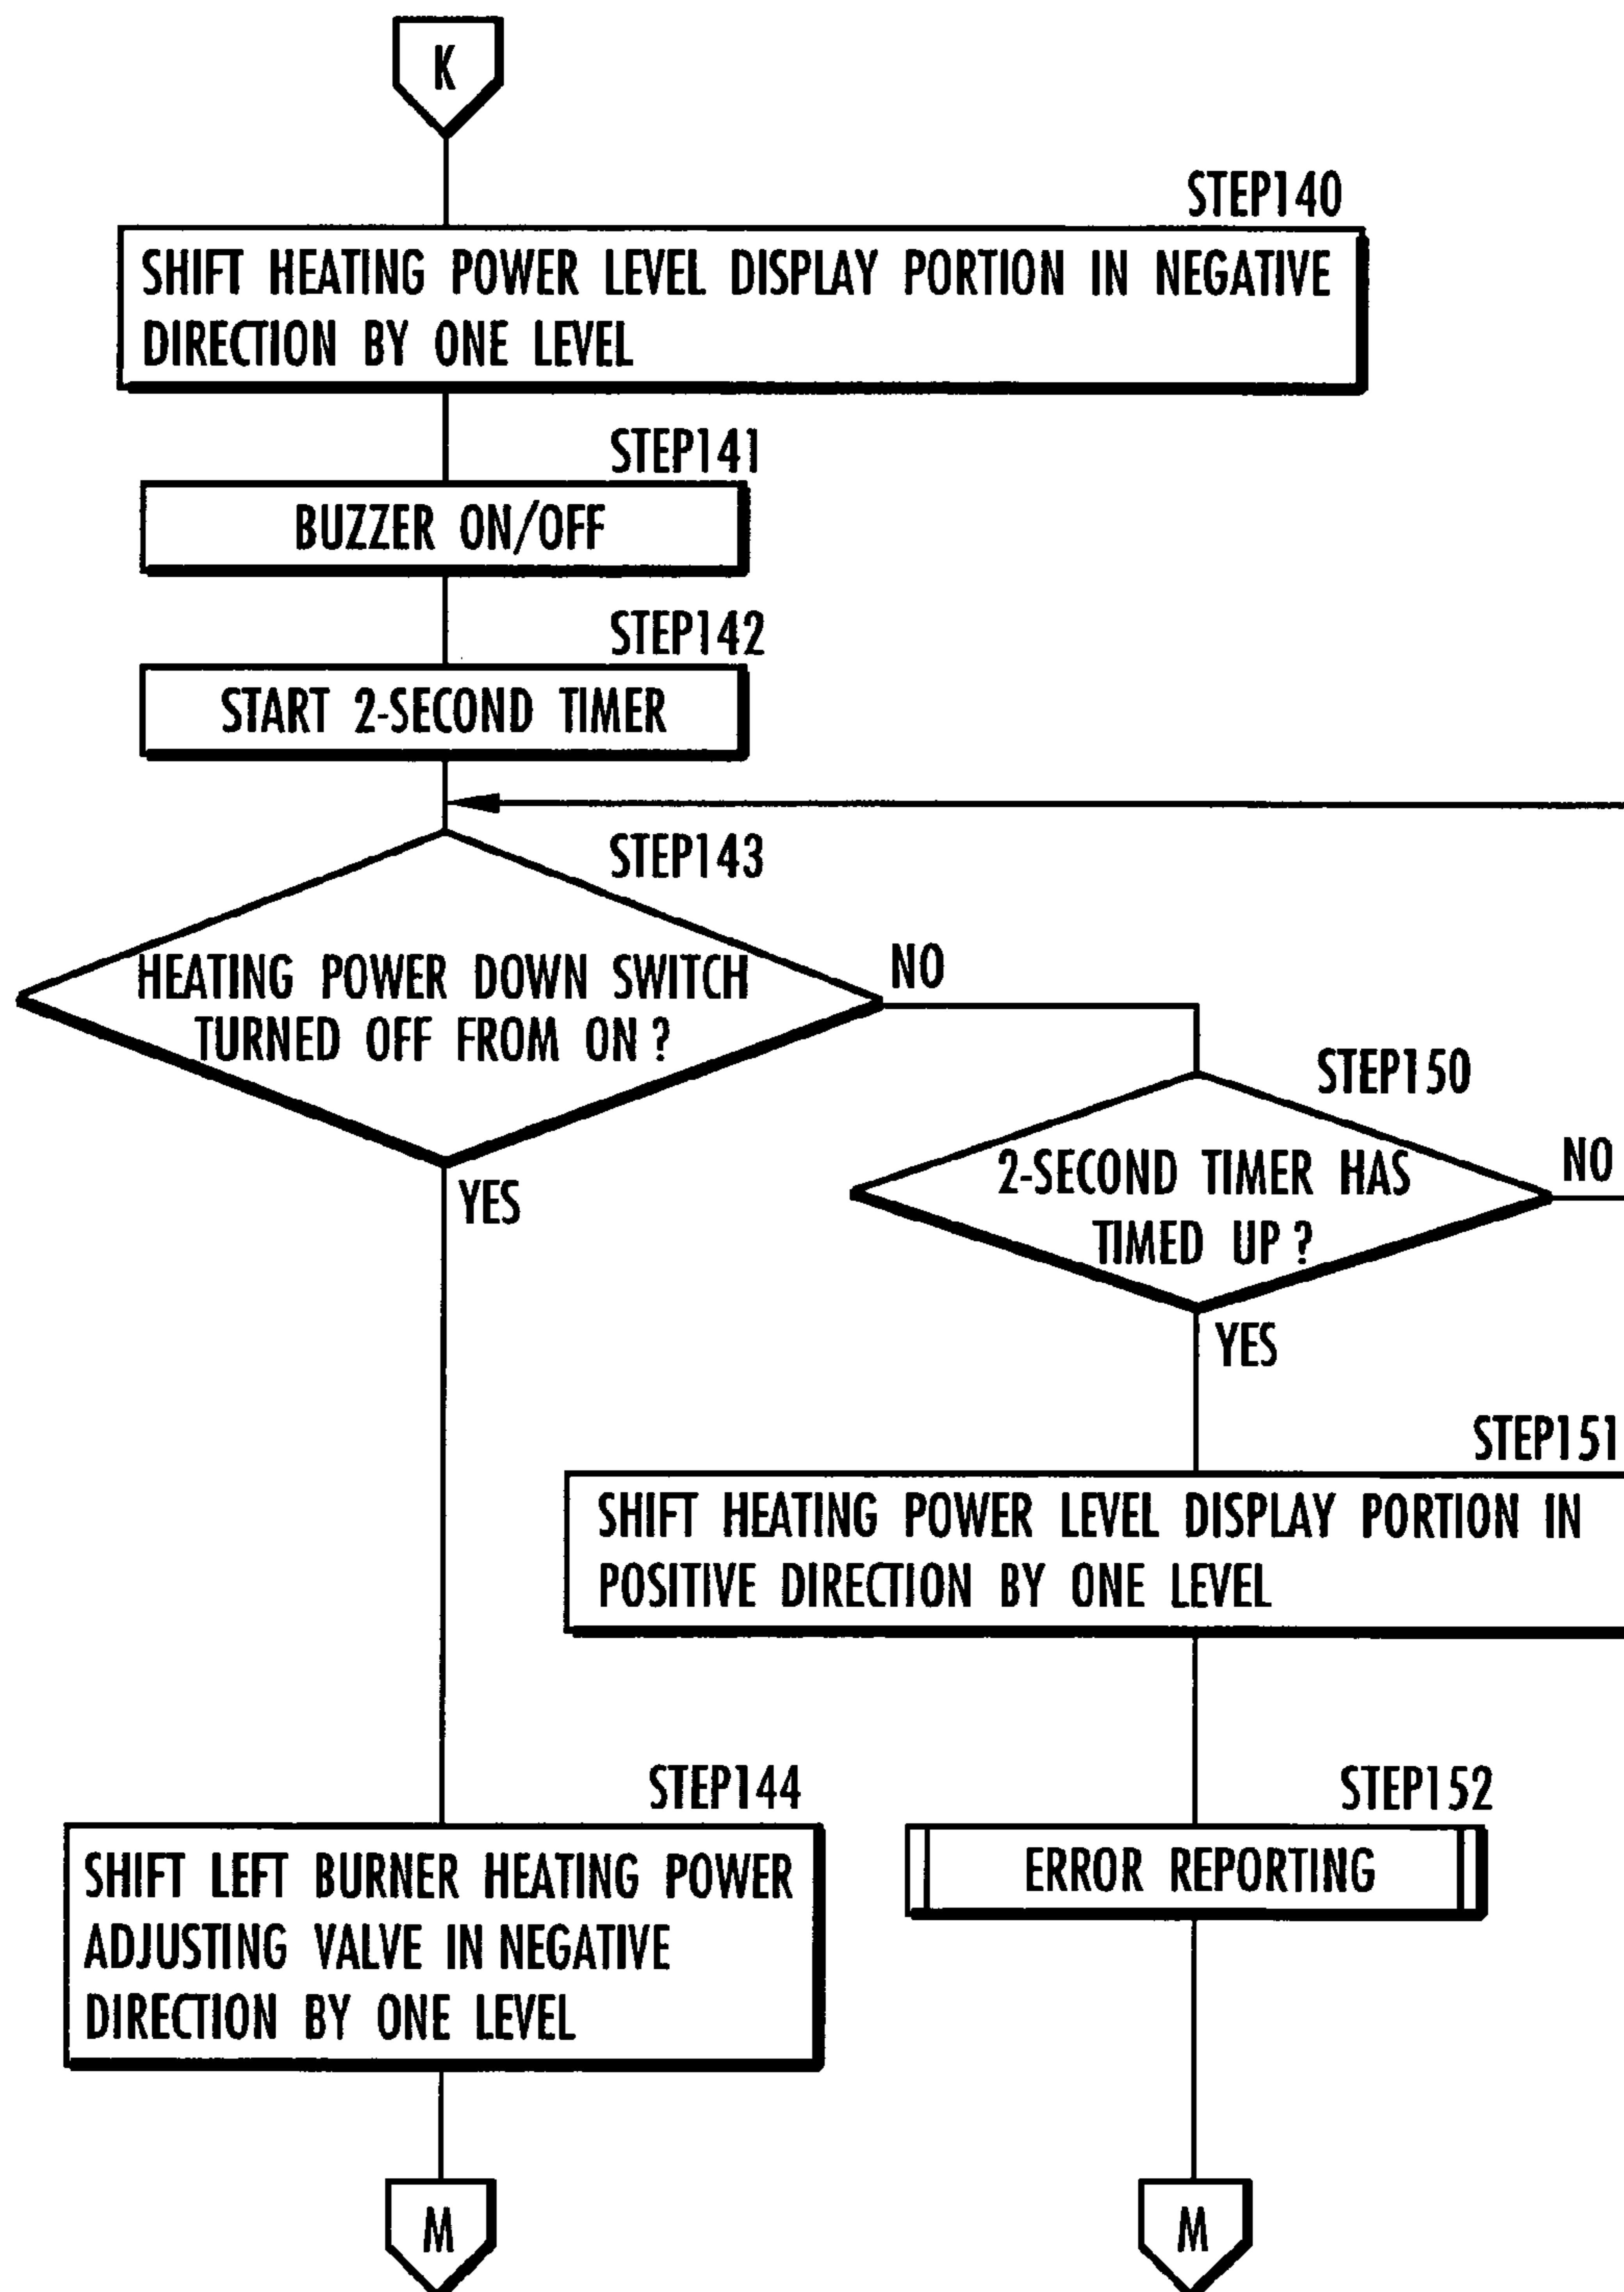 K
STEP140
SHIFT HEATING POWER LEVEL DISPLAY PORTION IN NEGATIVE
DIRECTION BY ONE LEVEL
STEP141
BUZZER ON/OFF
STEP142
START 2-SECOND TIMER
STEP143
HEATING POWER DOWN SWITCH
TURNED OFF FROM ON ?
NO
YES
STEP150
2-SECOND TIMER HAS
TIMED UP ?
NO
YES
STEP151
SHIFT HEATING POWER LEVEL DISPLAY PORTION IN
POSITIVE DIRECTION BY ONE LEVEL
STEP144
SHIFT LEFT BURNER HEATING POWER
ADJUSTING VALVE IN NEGATIVE
DIRECTION BY ONE LEVEL
STEP152
ERROR REPORTING
M
M